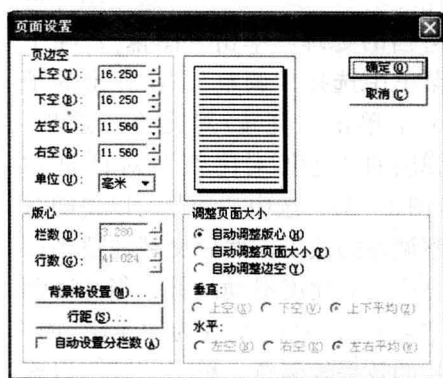 页面设置
页边空
上空(T): 16.250
下空(B): 16.250
左空(L): 11.560
右空(R): 11.560
单位(U): 毫米
确定(O)
取消(C)
版心
栏数(D): 3.280
行数(G): 41.024
背景格设置(M)...
行距(S)...
自动设置分栏数(A)
调整页面大小
自动调整版心(H)
自动调整页面大小(P)
自动调整边空(Y)
垂直:
上空(X) 下空(V) 上下平均(Z)
水平:
左空 右空 左右平均